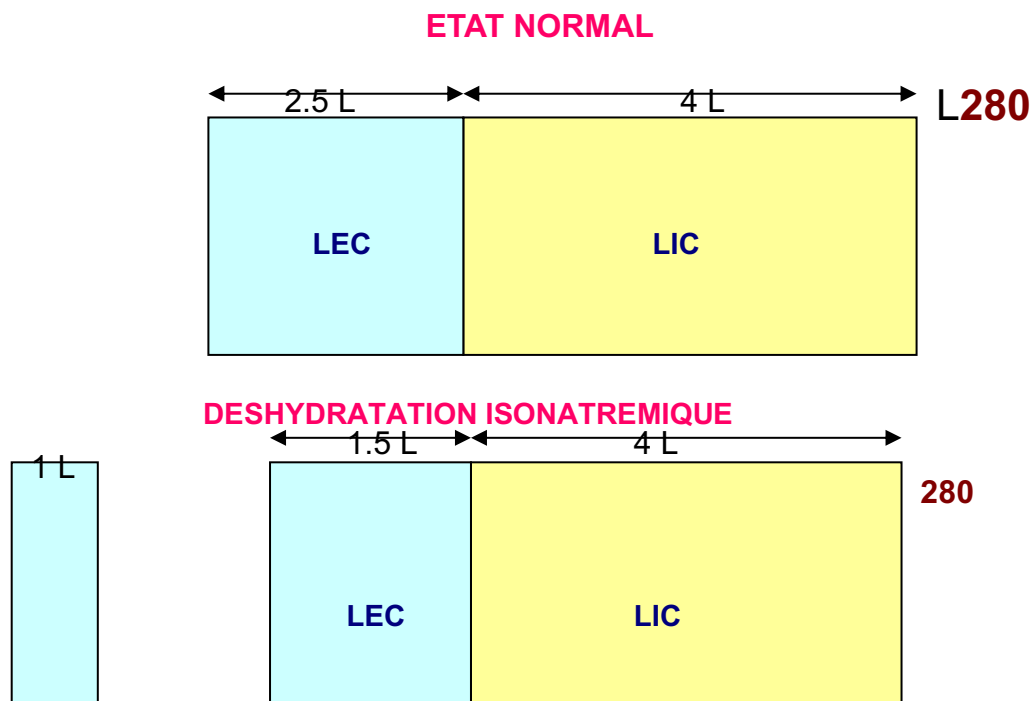 ETAT NORMAL
2.5 L 4 L L280
LEC LIC
DESHYDRATATION ISONATREMIQUE
1.5 L 4 L
1 L
280
LEC LIC